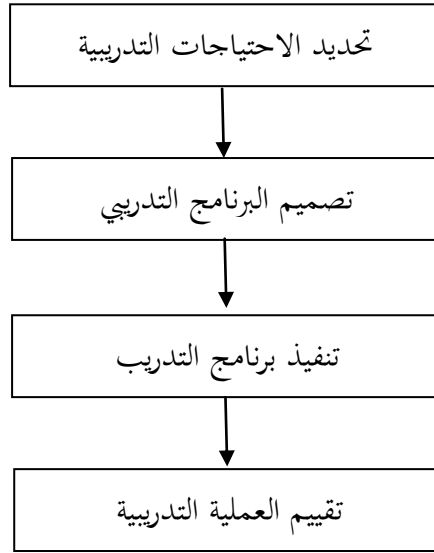 تحديد الاحتياجات التدريبية
تصميم البرنامج التدريبي
تنفيذ برنامج التدريب
تقييم العملية التدريبية